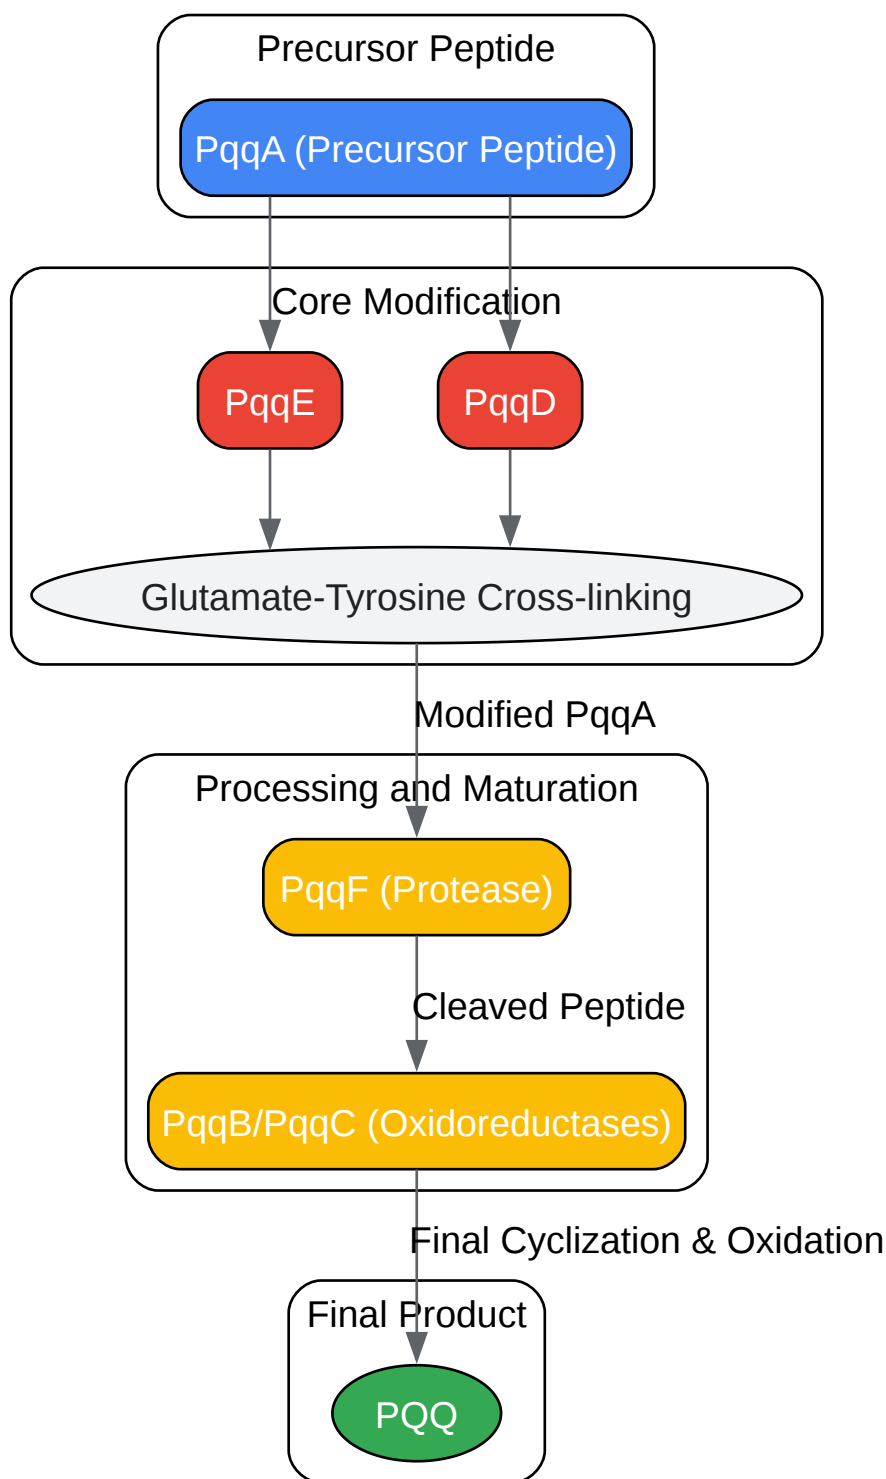 Precursor Peptide
PqqA (Precursor Peptide)
Core Modification
PqqE
PqqD
Glutamate-Tyrosine Cross-linking
Modified PqqA
Processing and Maturation
PqqF (Protease)
Cleaved Peptide
PqqB/PqqC (Oxidoreductases)
Final Cyclization & Oxidation
Final Product
PQQ